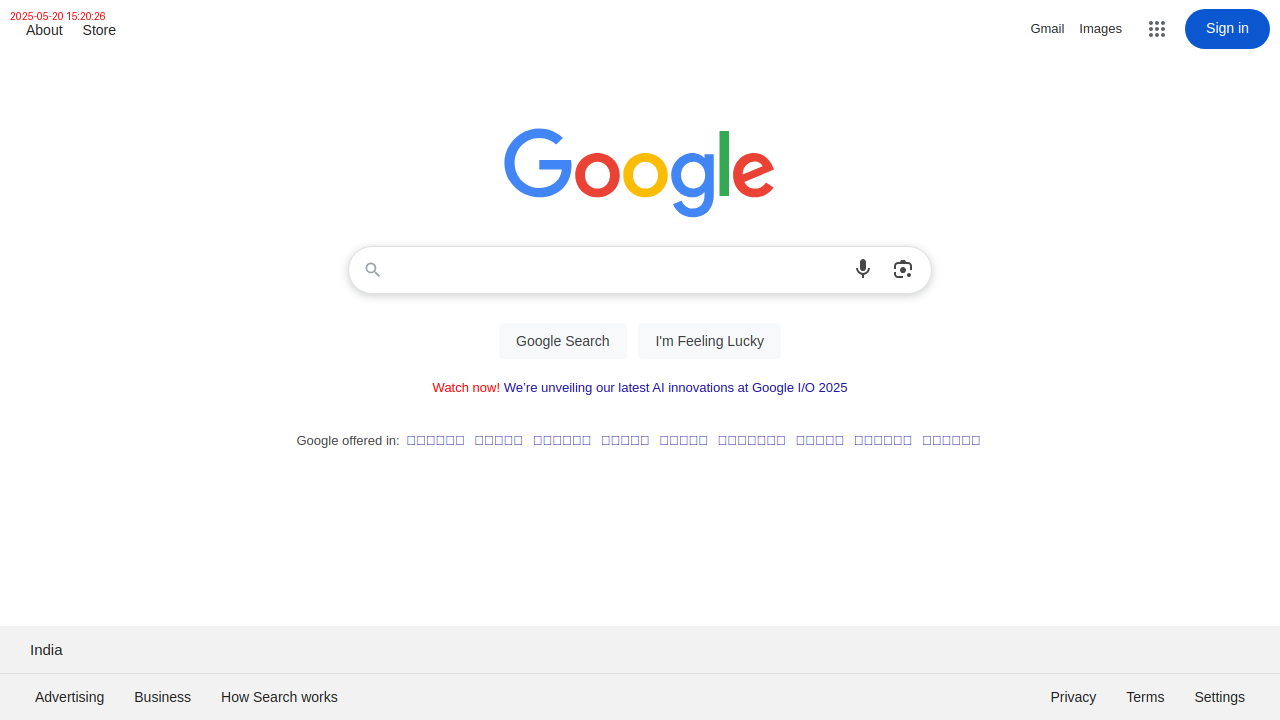 2025-05-20 15:20:26
About Store
Gmail Images Sign in
Google
Google Search I'm Feeling Lucky
Watch now! We're unveiling our latest AI innovations at Google I/O 2025
Google offered in:
India
Advertising Business How Search works
Privacy Terms Settings